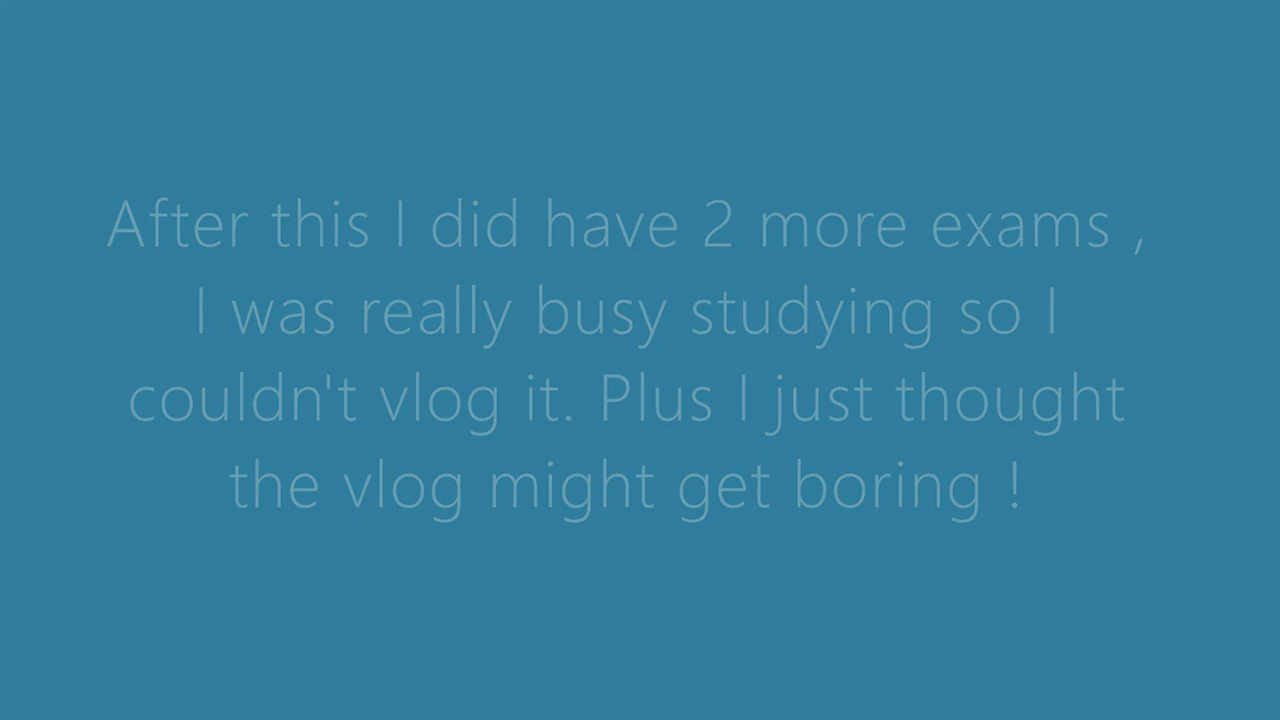 After this I did have 2 more exams ,
I was really busy studying so I
couldn't vlog it. Plus I just thought
the vlog might get boring !